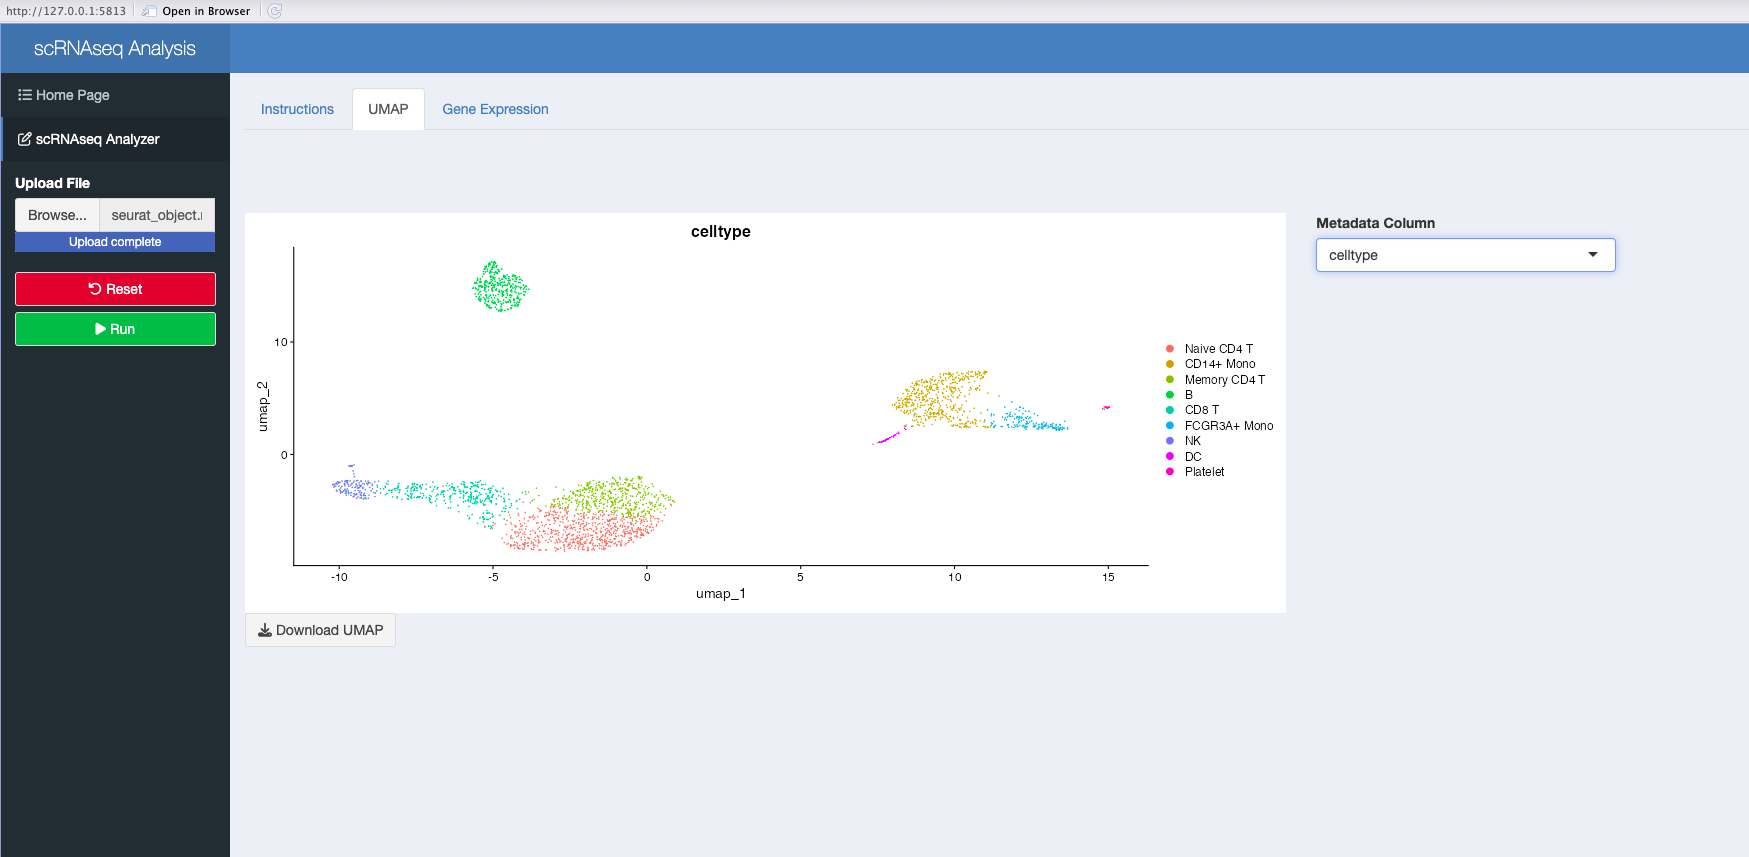 http://127.0.0.1:5813 Open in Browser
scRNAseq Analysis
Home Page
scRNAseq Analyzer
Upload File
Browse... seurat_object.
Upload complete
Reset
Run
Instructions UMAP Gene Expression
celltype
umap_2
10
0
-10 -5 0 5 10 15
umap_1
Naive CD4 T
CD14+ Mono
Memory CD4 T
B
CD8 T
FCGR3A+ Mono
NK
DC
Platelet
Download UMAP
Metadata Column
celltype